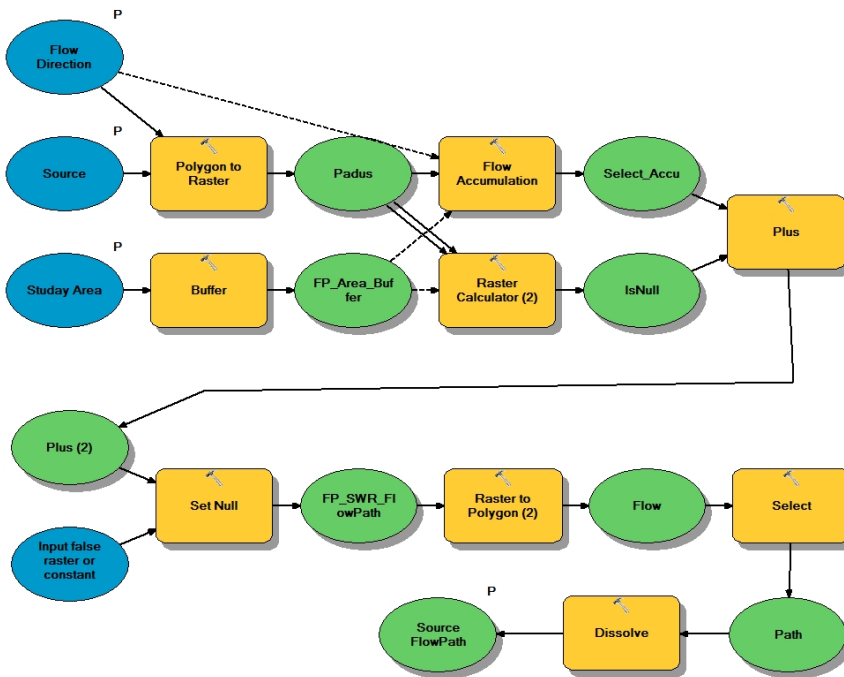 P
Flow
Direction
P
Source
Polygon to
Raster
Padus
Flow
Accumulation
Select_Accu
Plus
P
Studay Area
Buffer
FP_Area_Buf
fer
Raster
Calculator (2)
IsNull
Plus (2)
Set Null
FP_SWR_Fl
owPath
Raster to
Polygon (2)
Flow
Select
Input false
raster or
constant
P
Source
FlowPath
Dissolve
Path